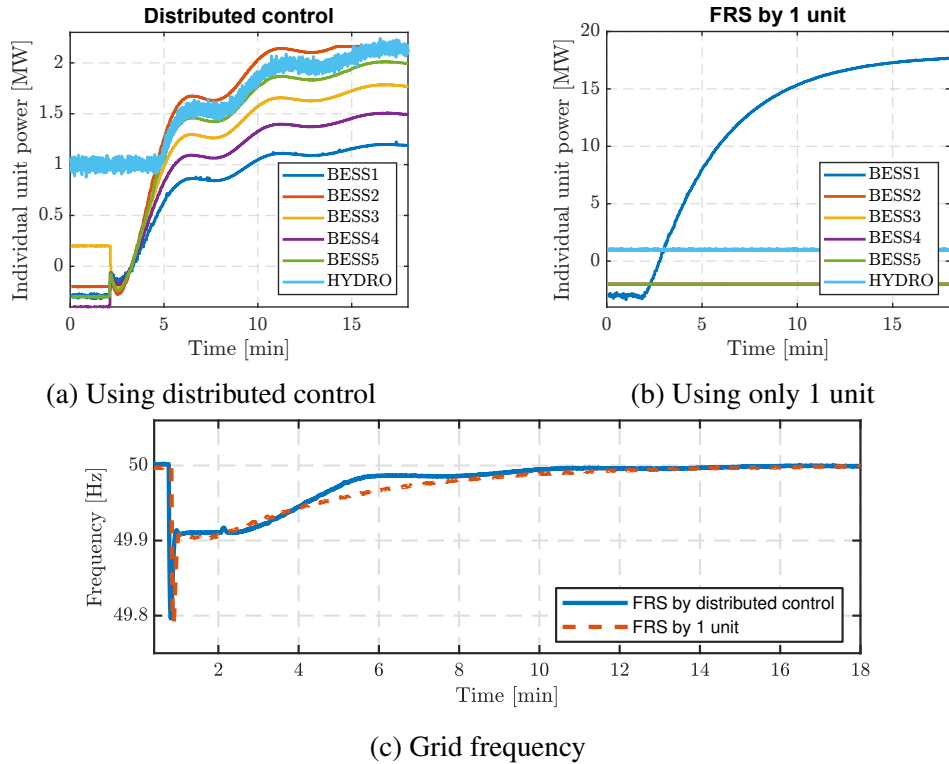 Distributed control
Individual unit power [MW]
2
1.5
1
0.5
0
0 5 10 15
Time [min]
BESS1
BESS2
BESS3
BESS4
BESS5
HYDRO
(a) Using distributed control
FRS by 1 unit
Individual unit power [MW]
20
15
10
5
0
0 5 10 15
Time [min]
BESS1
BESS2
BESS3
BESS4
BESS5
HYDRO
(b) Using only 1 unit
Frequency [Hz]
50
49.9
49.8
2 4 6 8 10 12 14 16 18
Time [min]
FRS by distributed control
FRS by 1 unit
(c) Grid frequency